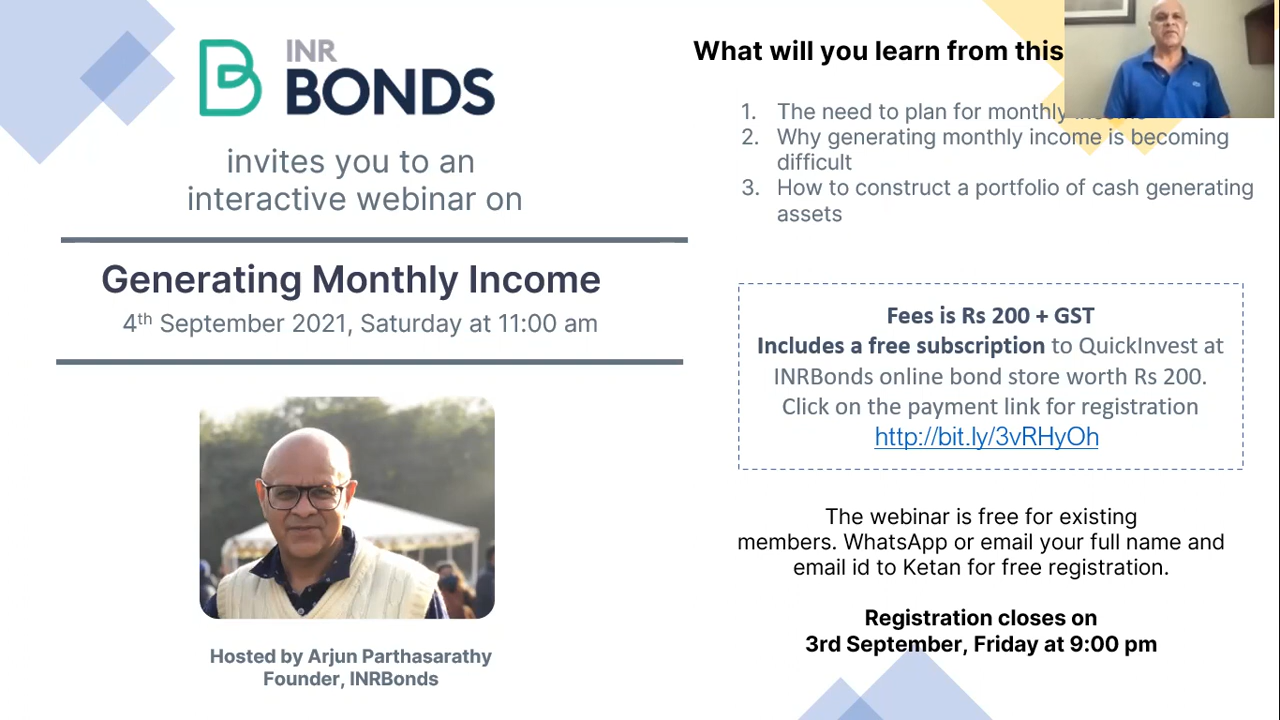 INR
BONDS
invites you to an
interactive webinar on
Generating Monthly Income
4th September 2021, Saturday at 11:00 am
Hosted by Arjun Parthasarathy
Founder, INRBonds
What will you learn from this
1. The need to plan for monthly
2. Why generating monthly income is becoming
difficult
3. How to construct a portfolio of cash generating
assets
Fees is Rs 200 + GST
Includes a free subscription to QuickInvest at
INRBonds online bond store worth Rs 200.
Click on the payment link for registration
http://bit.ly/3vRHyOh
The webinar is free for existing
members. WhatsApp or email your full name and
email id to Ketan for free registration.
Registration closes on
3rd September, Friday at 9:00 pm